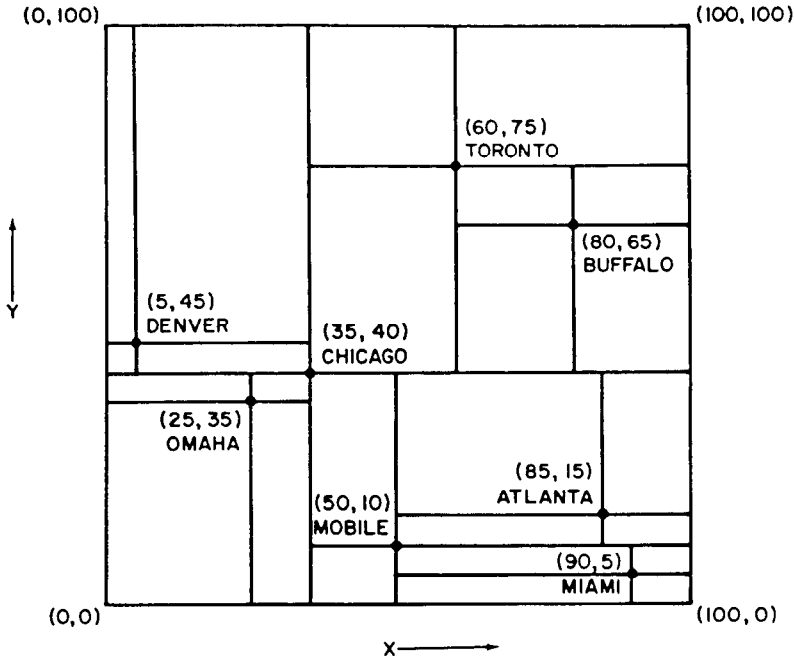 (0,100)
(100,100)
(60,75)
TORONTO
(80,65)
BUFFALO
Y
(5,45)
DENVER
(35,40)
CHICAGO
(25,35)
OMAHA
(85,15)
ATLANTA
(50,10)
MOBILE
(90,5)
MIAMI
(0,0)
(100,0)
X